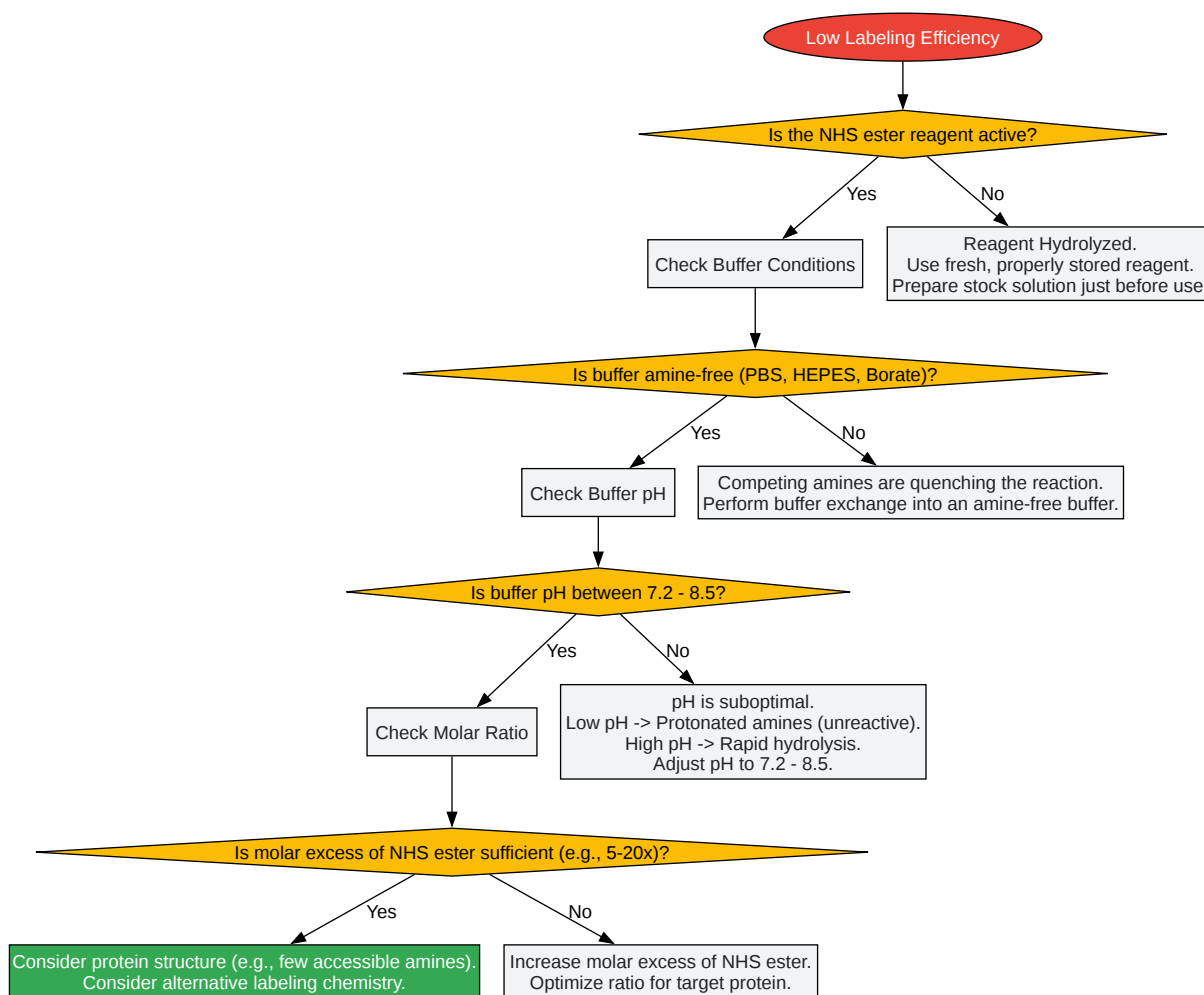 Low Labeling Efficiency
Is the NHS ester reagent active?
Yes
No
Check Buffer Conditions
Reagent Hydrolyzed.
Use fresh, properly stored reagent.
Prepare stock solution just before use.
Is buffer amine-free (PBS, HEPES, Borate)?
Yes
No
Check Buffer pH
Competing amines are quenching the reaction.
Perform buffer exchange into an amine-free buffer.
Is buffer pH between 7.2 - 8.5?
Yes
No
Check Molar Ratio
pH is suboptimal.
Low pH -> Protonated amines (unreactive).
High pH -> Rapid hydrolysis.
Adjust pH to 7.2 - 8.5.
Is molar excess of NHS ester sufficient (e.g., 5-20x)?
Yes
No
Consider protein structure (e.g., few accessible amines).
Consider alternative labeling chemistry.
Increase molar excess of NHS ester.
Optimize ratio for target protein.